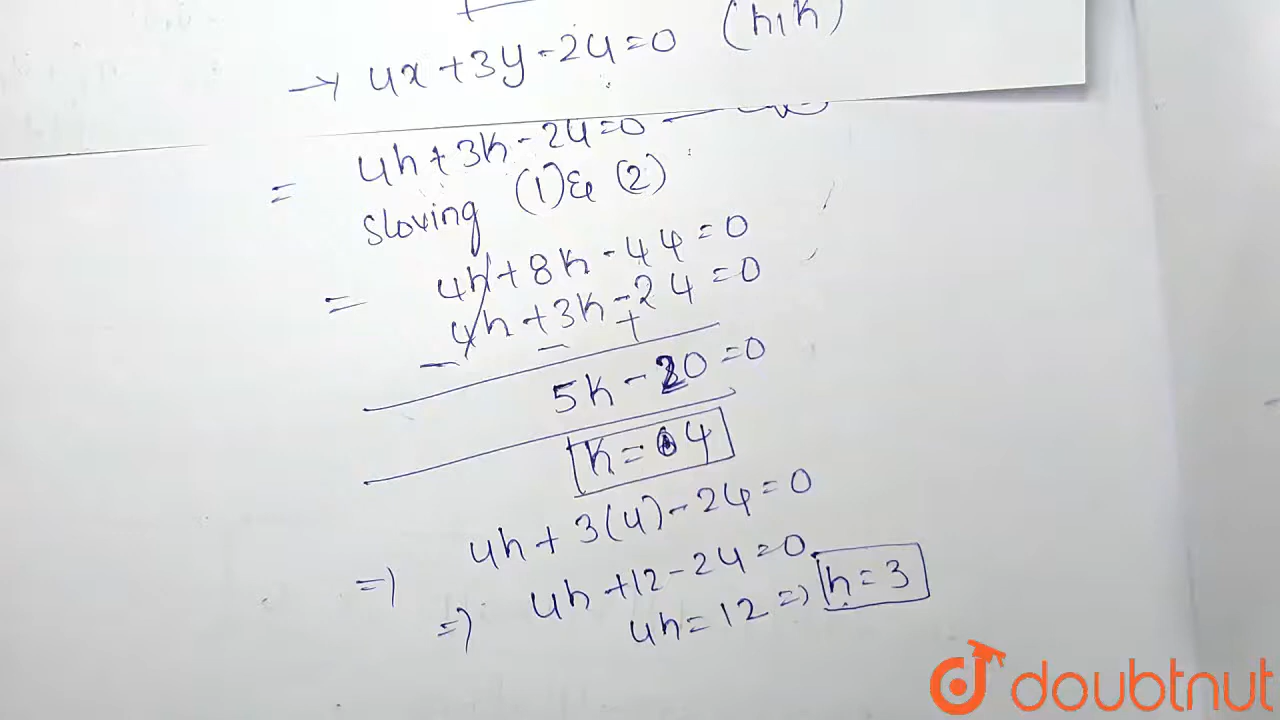 → 4x+3y-24=0 (h,k)
= 4h+3k-24=0
Sloving (1)& (2)
= 4h+8k-44=0
4h+3k-24=0
- - +
5k-20=0
k=4
=) 4h+3(4)-24=0
=) 4h+12-24=0
4h=12=) h=3
doubtnut